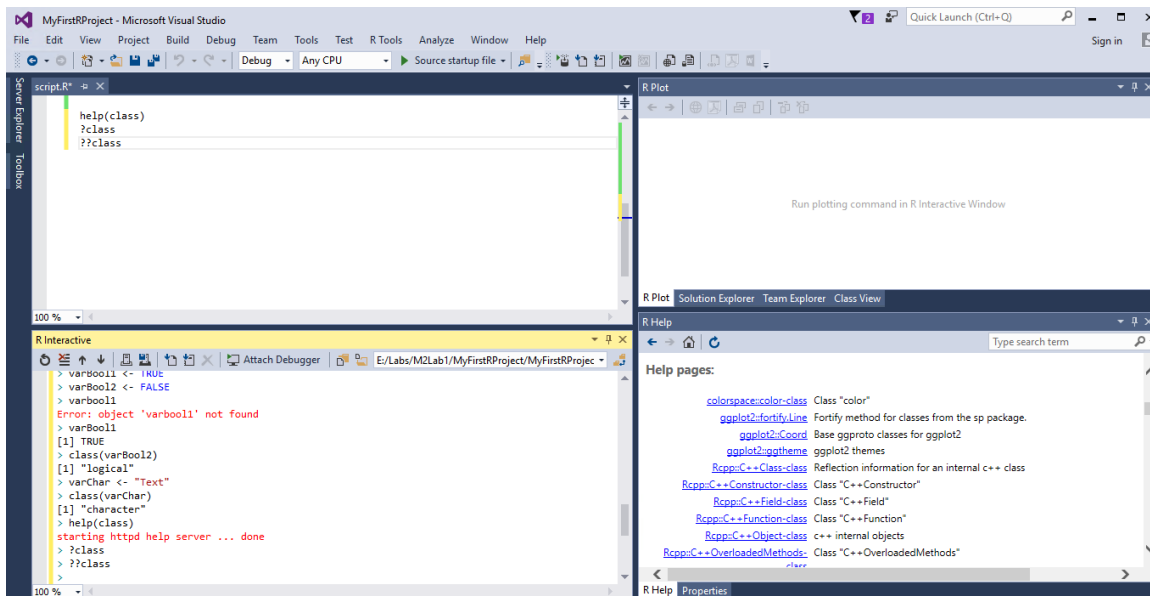 MyFirstRProject - Microsoft Visual Studio
2
Quick Launch (Ctrl+Q)
File Edit View Project Build Debug Team Tools Test R Tools Analyze Window Help
Sign in
Debug Any CPU Source startup file
Server Explorer
Toolbox
script.R*
help(class)
?class
??class
100 %
R Plot
Run plotting command in R Interactive Window
R Plot Solution Explorer Team Explorer Class View
R Interactive
Attach Debugger E:/Labs/M2Lab1/MyFirstRProject/MyFirstRProjec
> varBool1 <- TRUE
> varBool2 <- FALSE
> varbool1
Error: object 'varbool1' not found
> varBool1
[1] TRUE
> class(varBool2)
[1] "logical"
> varChar <- "Text"
> class(varChar)
[1] "character"
> help(class)
starting httpd help server ... done
> ?class
> ??class
>
100 %
R Help
Type search term
Help pages:
colorspace::color-class Class "color"
ggplot2::fortify.Line Fortify method for classes from the sp package.
ggplot2::Coord Base ggproto classes for ggplot2
ggplot2::ggtheme ggplot2 themes
Rcpp::C++Class-class Reflection information for an internal c++ class
Rcpp::C++Constructor-class Class "C++Constructor"
Rcpp::C++Field-class Class "C++Field"
Rcpp::C++Function-class Class "C++Function"
Rcpp::C++Object-class c++ internal objects
Rcpp::C++OverloadedMethods- Class "C++OverloadedMethods"
class
R Help Properties